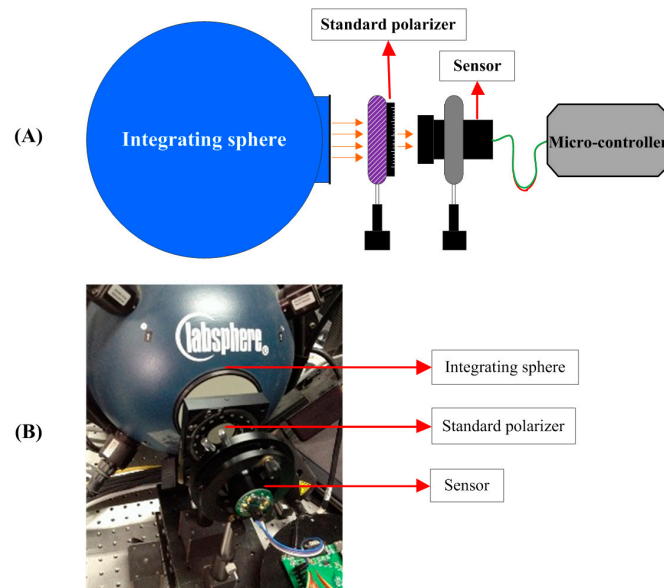 Standard polarizer
Sensor
(A)
Integrating sphere
Micro-controller
labsphere®
Integrating sphere
(B)
Standard polarizer
Sensor